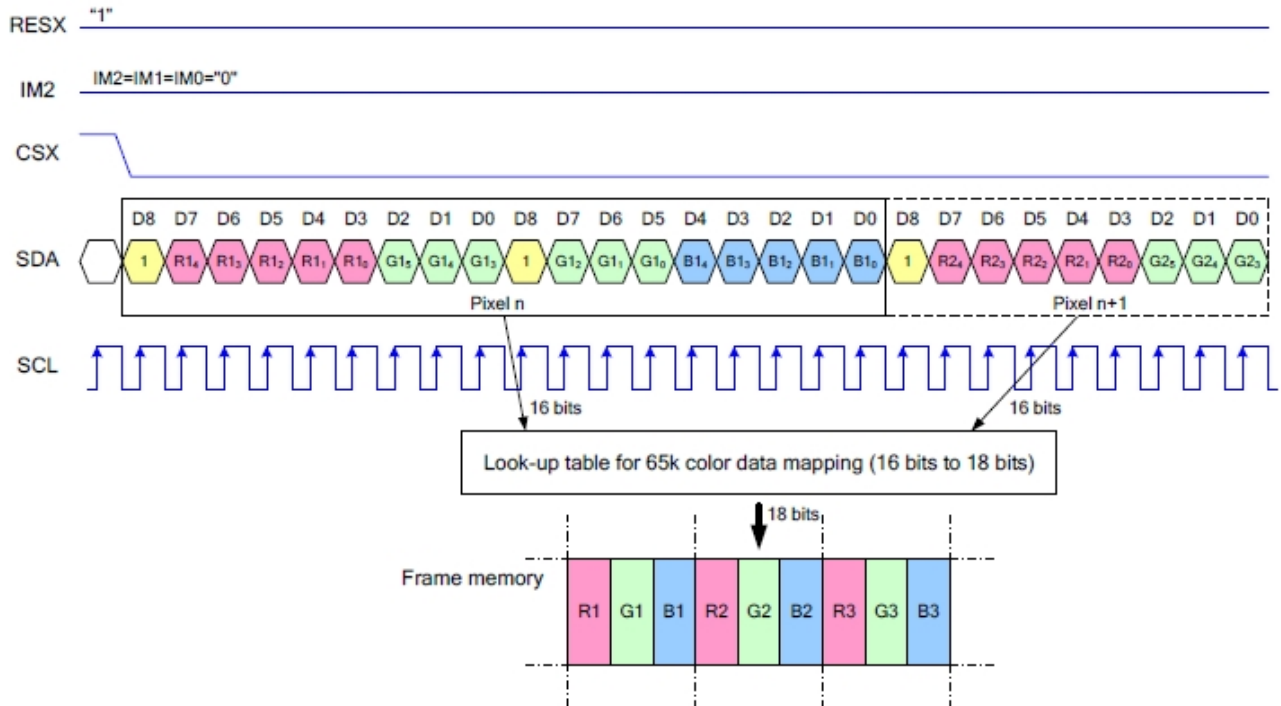 RESX "1"
IM2 IM2=IM1=IM0="0"
CSX
D8 D7 D6 D5 D4 D3 D2 D1 D0 D8 D7 D6 D5 D4 D3 D2 D1 D0 D8 D7 D6 D5 D4 D3 D2 D1 D0
SDA 1 R1₄ R1₃ R1₂ R1₁ R1₀ G1₅ G1₄ G1₃ 1 G1₂ G1₁ G1₀ B1₄ B1₃ B1₂ B1₁ B1₀ 1 R2₄ R2₃ R2₂ R2₁ R2₀ G2₅ G2₄ G2₃
Pixel n Pixel n+1
SCL
16 bits 16 bits
Look-up table for 65k color data mapping (16 bits to 18 bits)
18 bits
Frame memory
R1 G1 B1 R2 G2 B2 R3 G3 B3